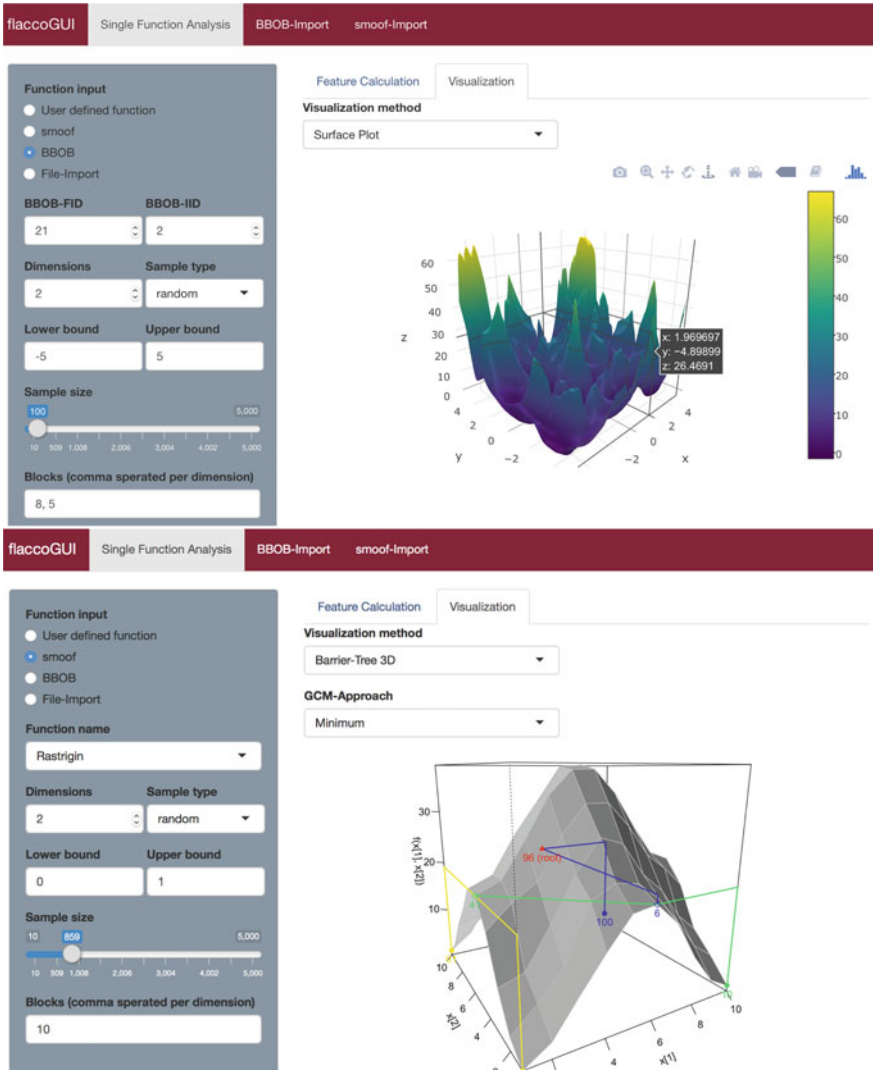 flaccoGUI Single Function Analysis BBOB-Import smoof-Import
Function input
User defined function
smoof
BBOB
File-Import
BBOB-FID BBOB-IID
21 2
Dimensions Sample type
2 random
Lower bound Upper bound
-5 5
Sample size
100 5,000
10 509 1,008 2,006 3,004 4,002 5,000
Blocks (comma sperated per dimension)
8, 5
Feature Calculation Visualization
Visualization method
Surface Plot
60
50
40
30
20
10
0
z
4
2
0
−2
y
−2
0
2
4
x
x: 1.969697
y: −4.89899
z: 26.4691
60
50
40
30
20
10
0
flaccoGUI Single Function Analysis BBOB-Import smoof-Import
Function input
User defined function
smoof
BBOB
File-Import
Function name
Rastrigin
Dimensions Sample type
2 random
Lower bound Upper bound
0 1
Sample size
10 859 5,000
10 509 1,008 2,006 3,004 4,002 5,000
Blocks (comma sperated per dimension)
10
Feature Calculation Visualization
Visualization method
Barrier-Tree 3D
GCM-Approach
Minimum
30
20
10
f(x[1], x[2])
96 (root)
4
100
6
10
8
6
4
x[2]
4
6
8
10
x[1]